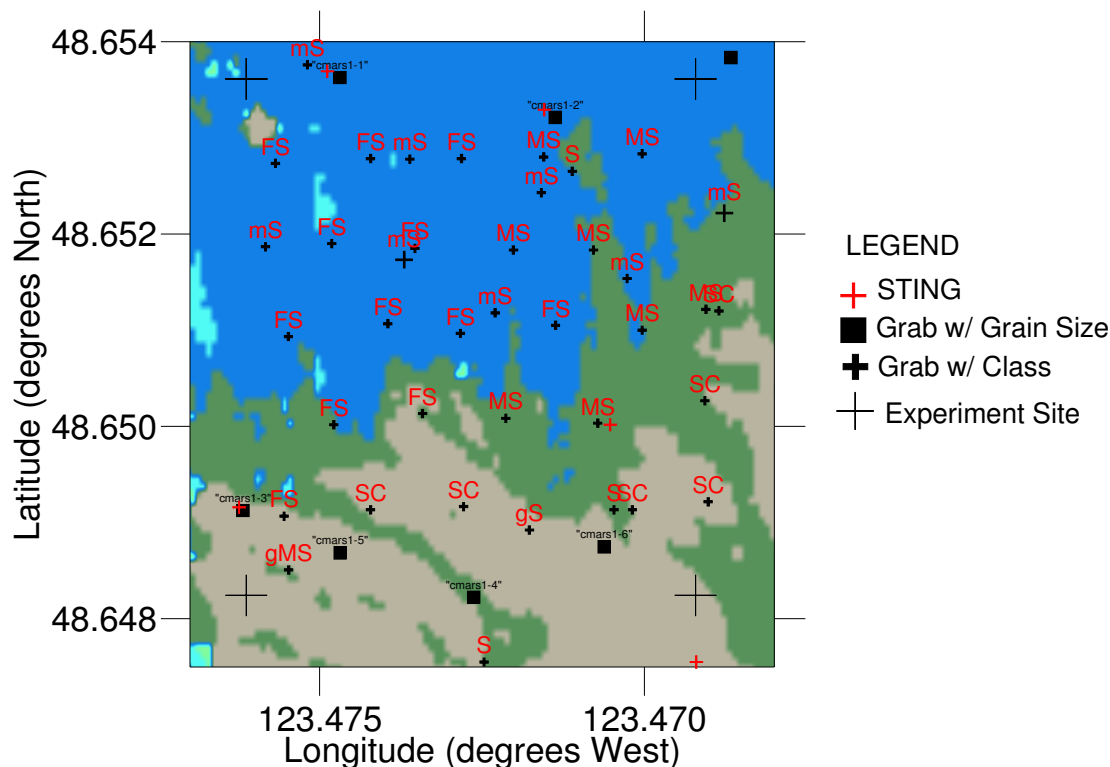 48.654
mS
"cmars1-1"
"cmars1-2"
FS
FS
mS
FS
MS
S
MS
mS
mS
48.652
mS
FS
FS
mS
MS
MS
mS
LEGEND
STING
Grab w/ Grain Size
Grab w/ Class
Experiment Site
FS
FS
FS
mS
FS
MS
MS
SC
48.650
FS
FS
MS
MS
SC
"cmars1-3"
FS
SC
SC
gS
S
SC
SC
"cmars1-5"
"cmars1-6"
gMS
"cmars1-4"
48.648
S
123.475
123.470
Longitude (degrees West)
Latitude (degrees North)